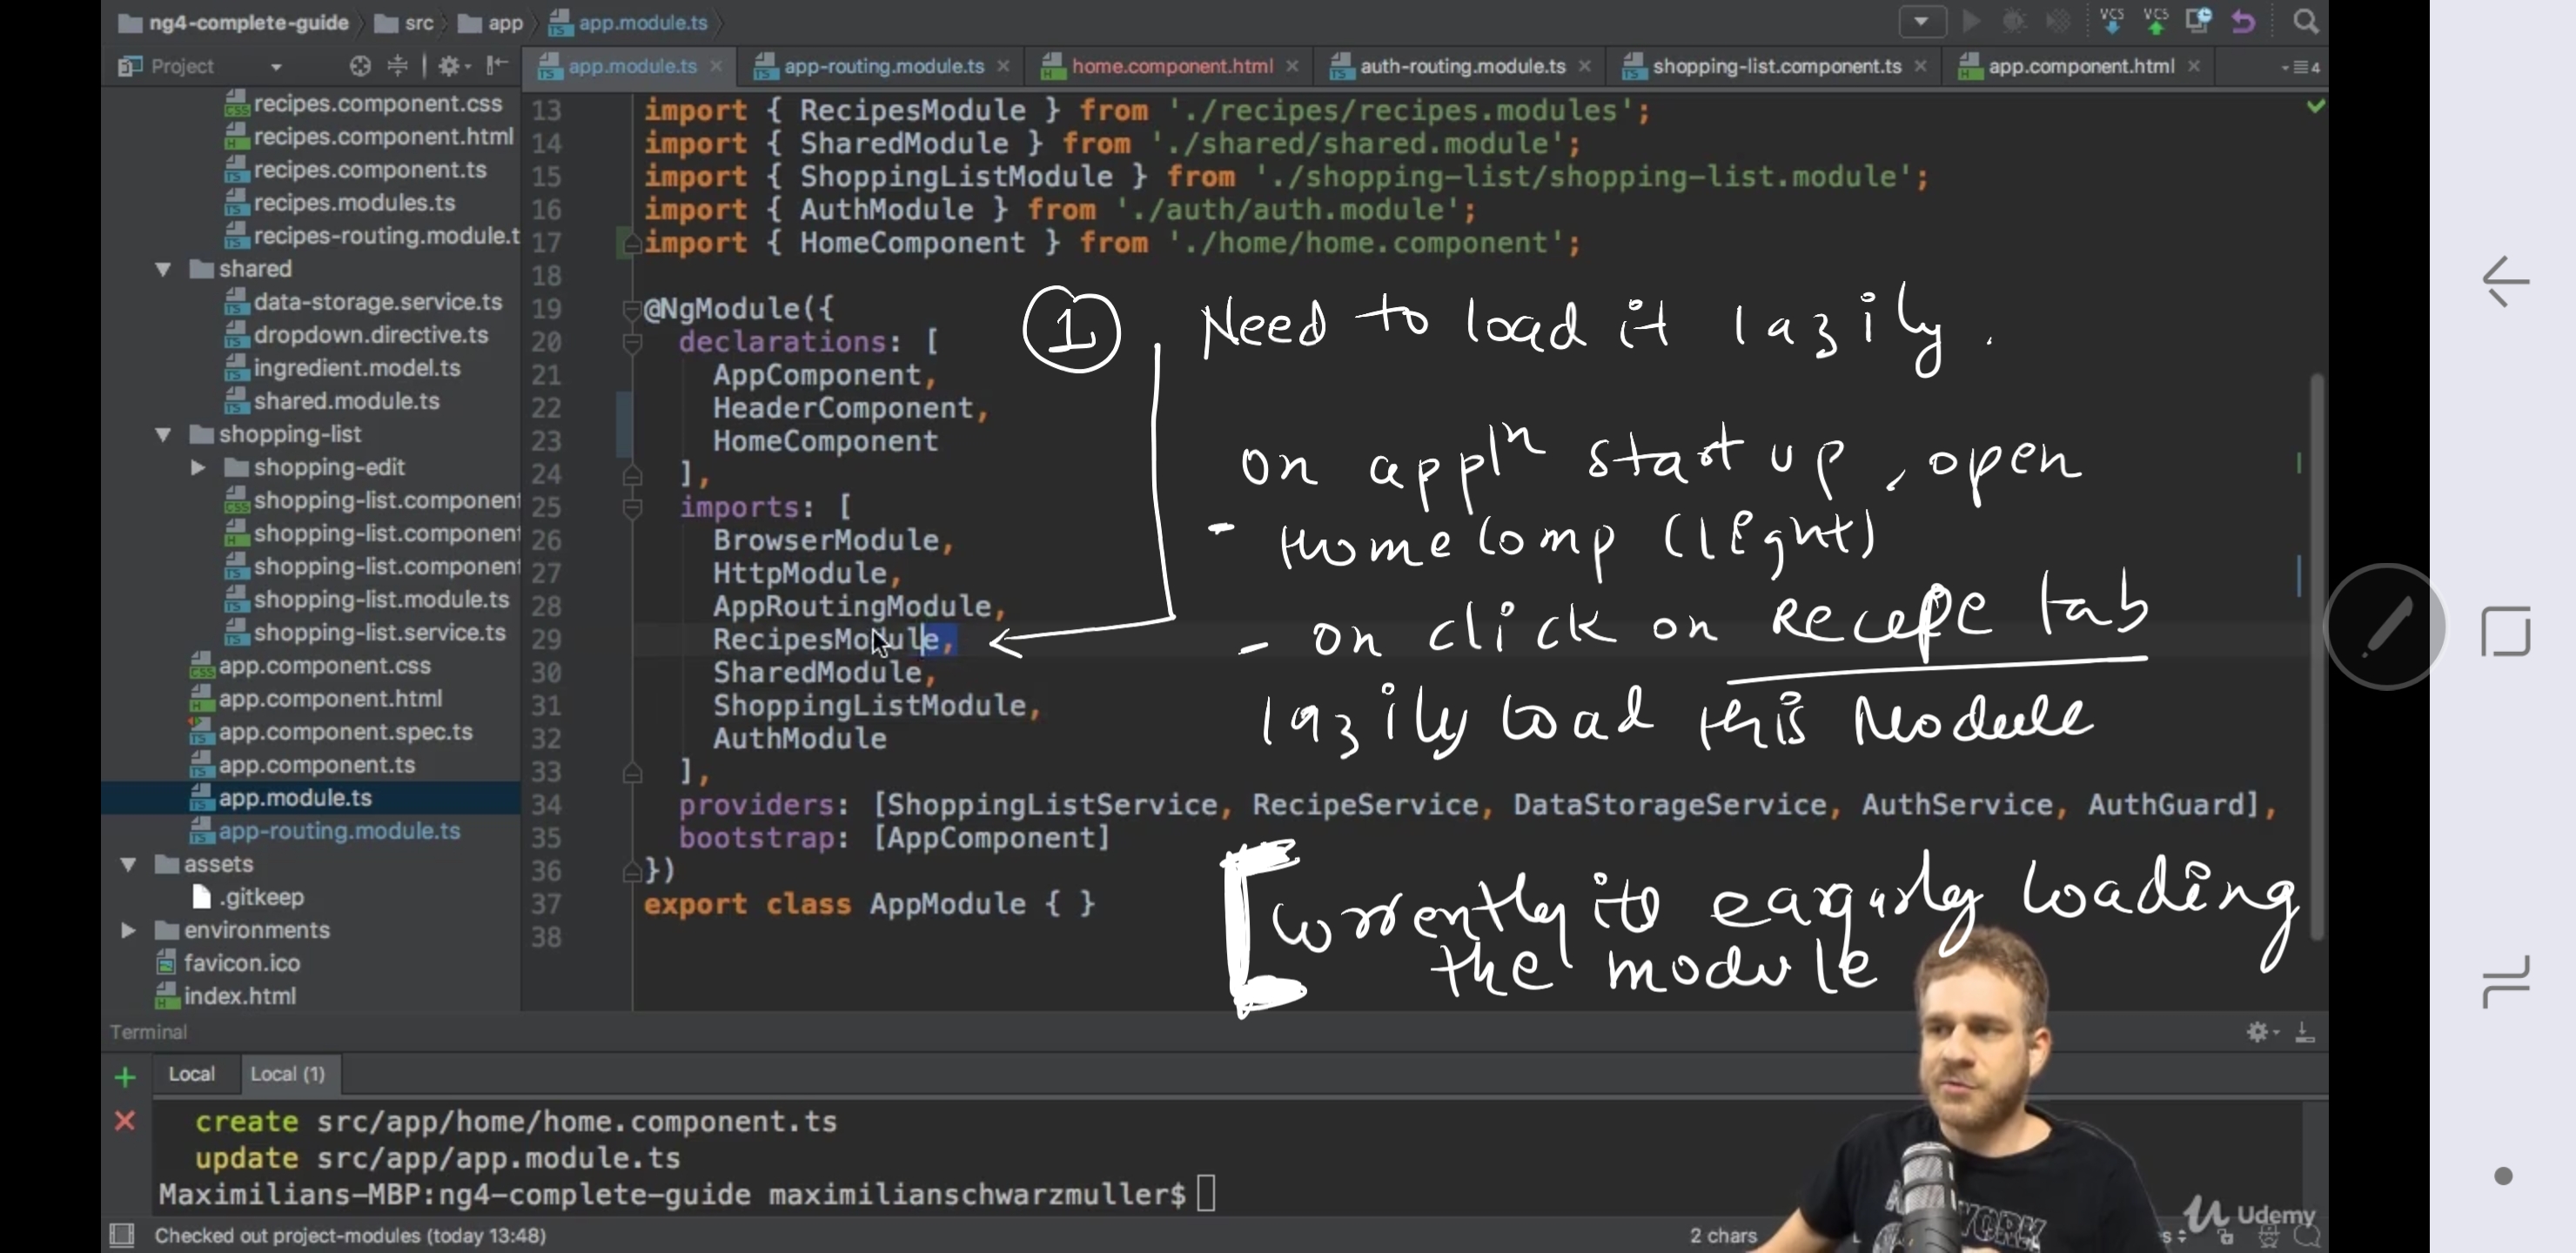 ng4-complete-guide src app app.module.ts
VCS VCS
Project
app.module.ts app-routing.module.ts home.component.html auth-routing.module.ts shopping-list.component.ts app.component.html 4
recipes.component.css
recipes.component.html
recipes.component.ts
recipes.modules.ts
recipes-routing.module.t
shared
data-storage.service.ts
dropdown.directive.ts
ingredient.model.ts
shared.module.ts
shopping-list
shopping-edit
shopping-list.component
shopping-list.component
shopping-list.component
shopping-list.module.ts
shopping-list.service.ts
app.component.css
app.component.html
app.component.spec.ts
app.component.ts
app.module.ts
app-routing.module.ts
assets
.gitkeep
environments
favicon.ico
index.html
13 import { RecipesModule } from './recipes/recipes.modules';
14 import { SharedModule } from './shared/shared.module';
15 import { ShoppingListModule } from './shopping-list/shopping-list.module';
16 import { AuthModule } from './auth/auth.module';
17 import { HomeComponent } from './home/home.component';
18
19 @NgModule({
20 declarations: [
21 AppComponent,
22 HeaderComponent,
23 HomeComponent
24 ],
25 imports: [
26 BrowserModule,
27 HttpModule,
28 AppRoutingModule,
29 RecipesModule,
30 SharedModule,
31 ShoppingListModule,
32 AuthModule
33 ],
34 providers: [ShoppingListService, RecipeService, DataStorageService, AuthService, AuthGuard],
35 bootstrap: [AppComponent]
36 })
37 export class AppModule { }
38
1 Need to load it lazily.
on appln start up, open
- Home Comp (light)
- on click on Recipe tab
lazily load this Module
[Currently its eagarly loading
the module
Terminal
Local Local (1)
create src/app/home/home.component.ts
update src/app/app.module.ts
Maximilians-MBP:ng4-complete-guide maximilianschwarzmuller$
Checked out project-modules (today 13:48)
2 chars
Udemy